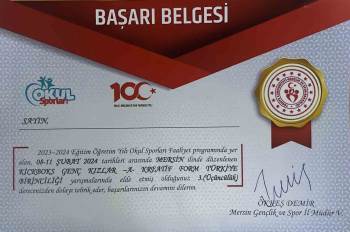 BAŞARI BELGESİ
OKUL
Sporları
100
SATIN,
2023-2024 Eğitim Öğretim Yılı Okul Sporları Faaliyet programında yer
alan, 08-11 ŞUBAT 2024 tarihleri arasında MERSİN ilinde düzenlenen
KICKBOKS GENÇ KIZLAR -A- KREATİF FORM TÜRKİYE
BİRİNCİLİĞİ yarışmalarında elde etmiş olduğunuz 3.(Üçüncülük)
derecenizden dolayı tebrik eder, başarılarınızın devamını dilerim.
ÖKKEŞ DEMİR
Mersin Gençlik ve Spor İl Müdür V.